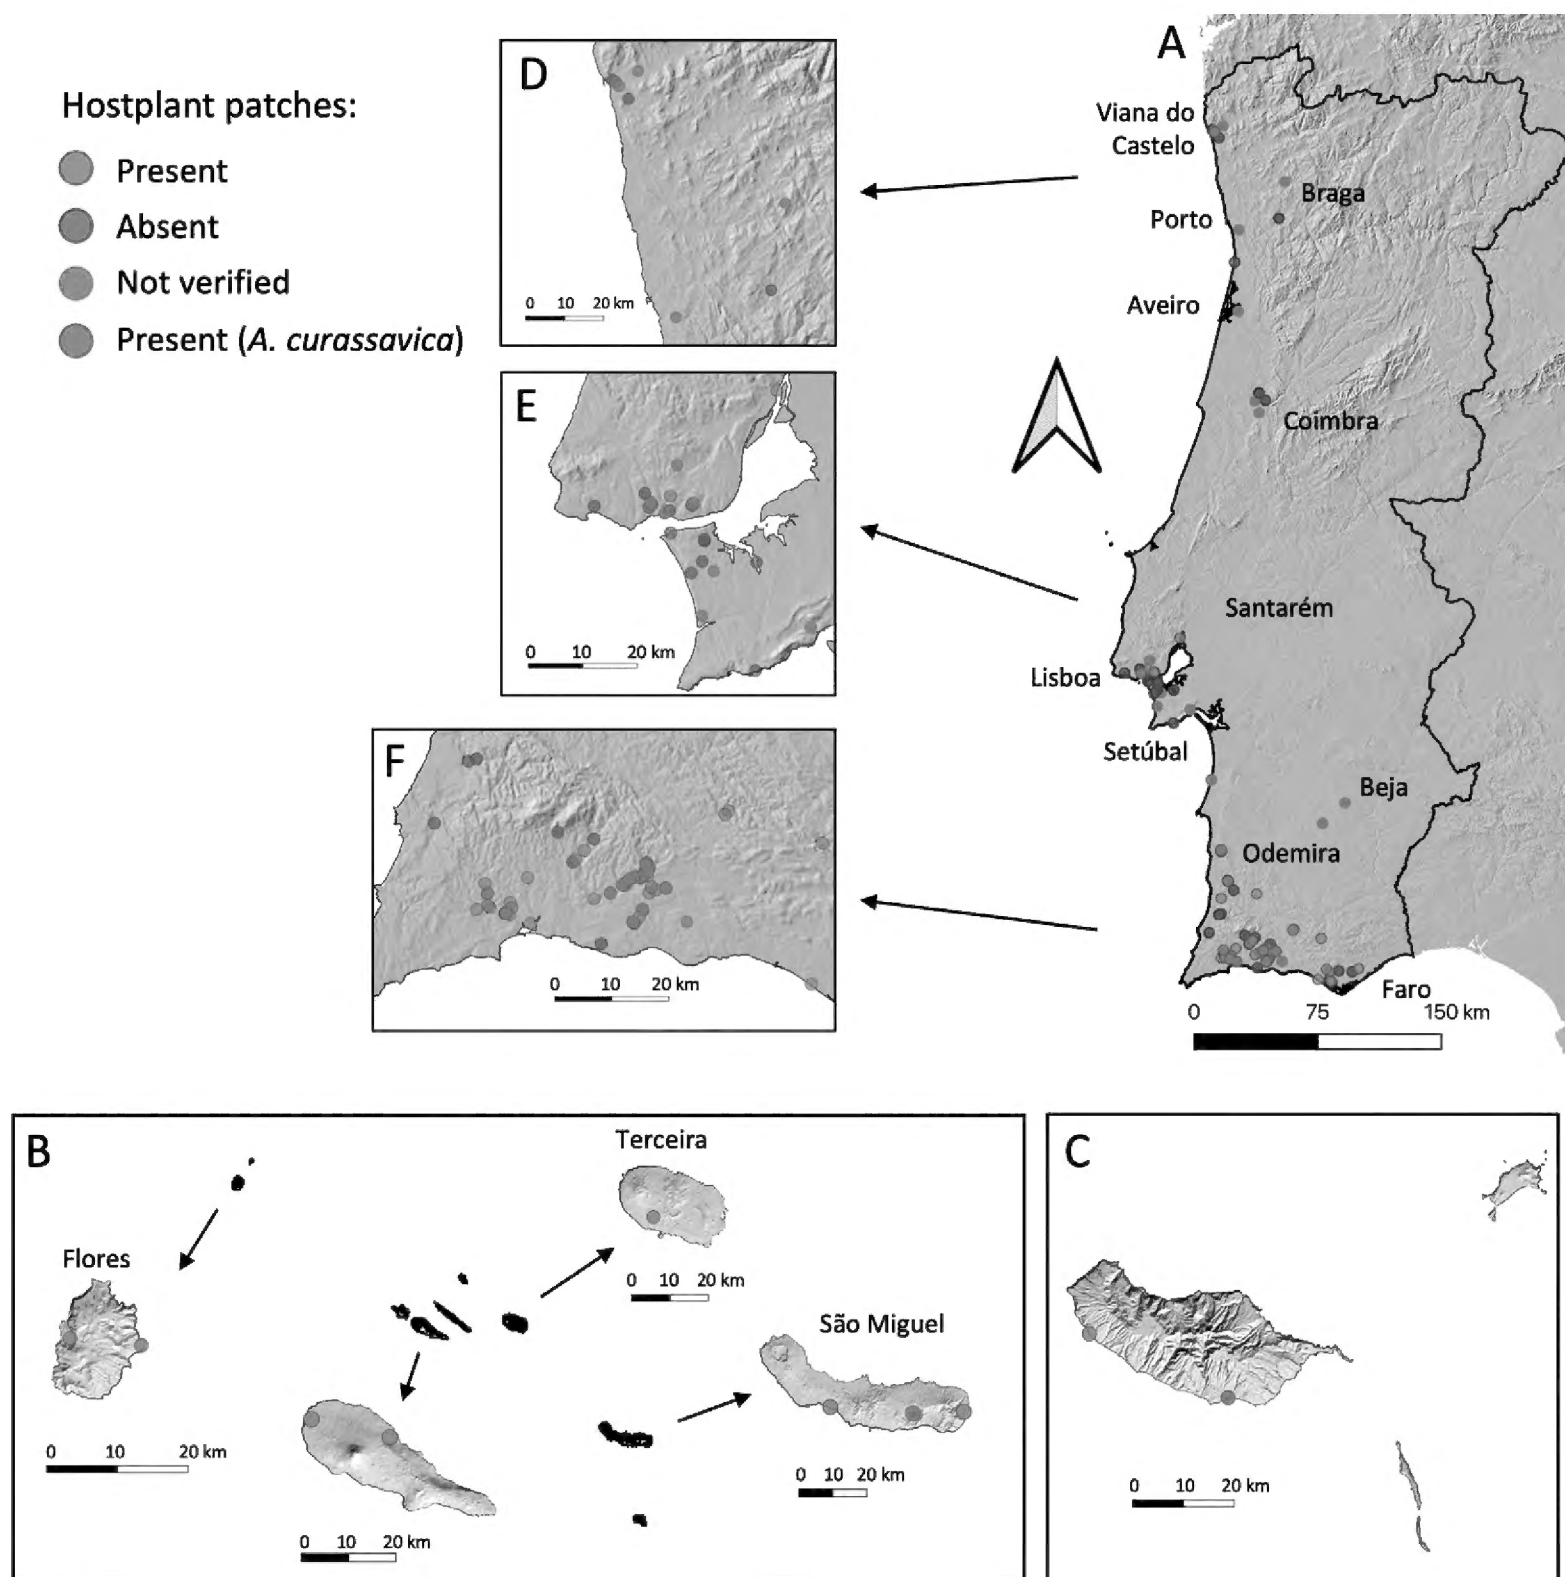 Hostplant patches:
Present
Absent
Not verified
Present (A. curassavica)
D
0 10 20 km
E
0 10 20 km
F
0 10 20 km
A
Viana do
Castelo
Braga
Porto
Aveiro
Coimbra
Santarém
Lisboa
Setúbal
Beja
Odemira
Faro
0 75 150 km
B
Terceira
0 10 20 km
Flores
0 10 20 km
São Miguel
0 10 20 km
0 10 20 km
C
0 10 20 km